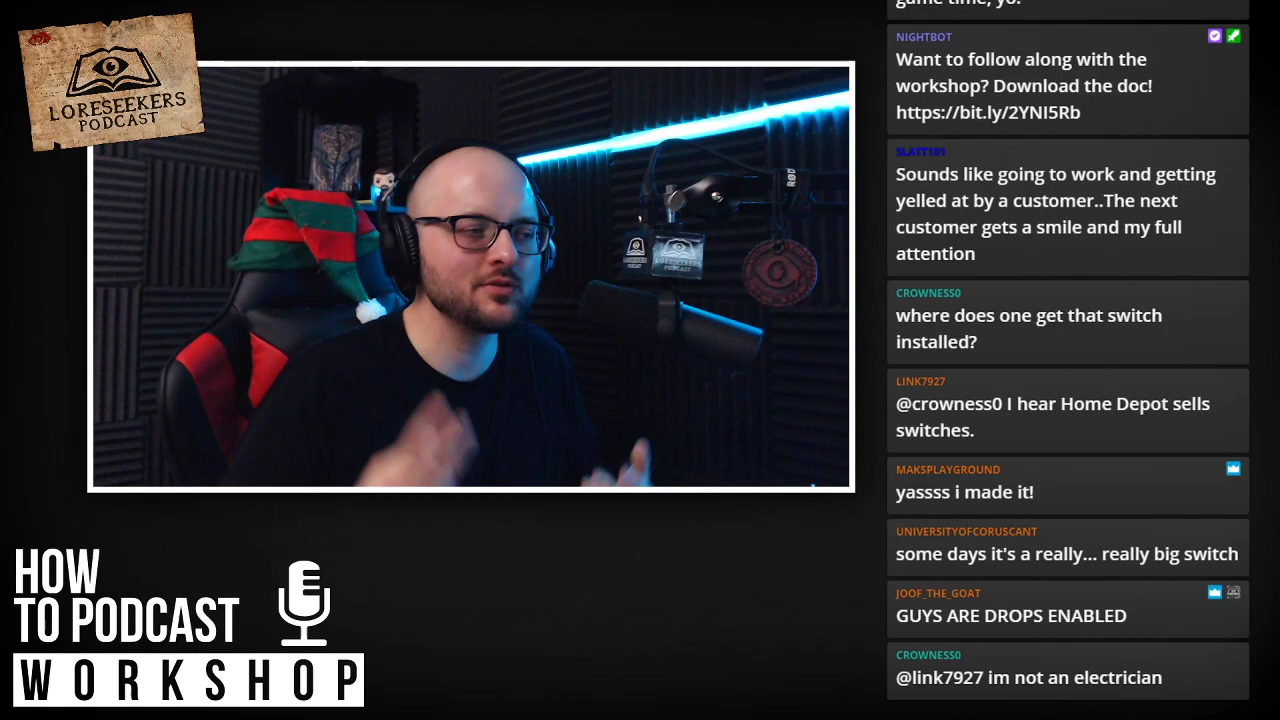 LORESEEKERS
PODCAST
RØDE
LORESEEKERS
PODCAST
HOW
TO PODCAST
WORKSHOP
game time, yo!
NIGHTBOT
Want to follow along with the
workshop? Download the doc!
https://bit.ly/2YNI5Rb
SLATT101
Sounds like going to work and getting
yelled at by a customer..The next
customer gets a smile and my full
attention
CROWNESS0
where does one get that switch
installed?
LINK7927
@crowness0 I hear Home Depot sells
switches.
MAKSPLAYGROUND
yassss i made it!
UNIVERSITYOFCORUSCANT
some days it's a really... really big switch
JOOF_THE_GOAT
GUYS ARE DROPS ENABLED
CROWNESS0
@link7927 im not an electrician